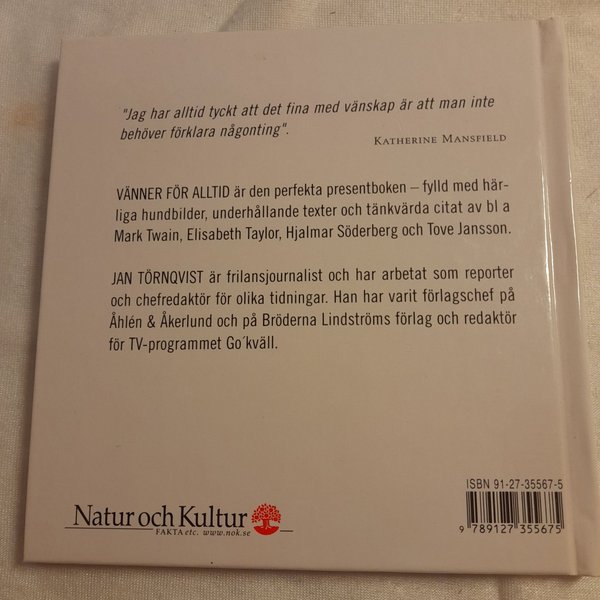 "Jag har alltid tyckt att det fina med vänskap är att man inte
behöver förklara någonting".
KATHERINE MANSFIELD
VÄNNER FÖR ALLTID är den perfekta presentboken – fylld med här-
liga hundbilder, underhållande texter och tänkvärda citat av bl a
Mark Twain, Elisabeth Taylor, Hjalmar Söderberg och Tove Jansson.
JAN TÖRNQVIST är frilansjournalist och har arbetat som reporter
och chefredaktör för olika tidningar. Han har varit förlagschef på
Åhlén & Åkerlund och på Bröderna Lindströms förlag och redaktör
för TV-programmet Go´kväll.
ISBN 91-27-35567-5
9 789127 355675
Natur och Kultur
FAKTA etc. www.nok.se